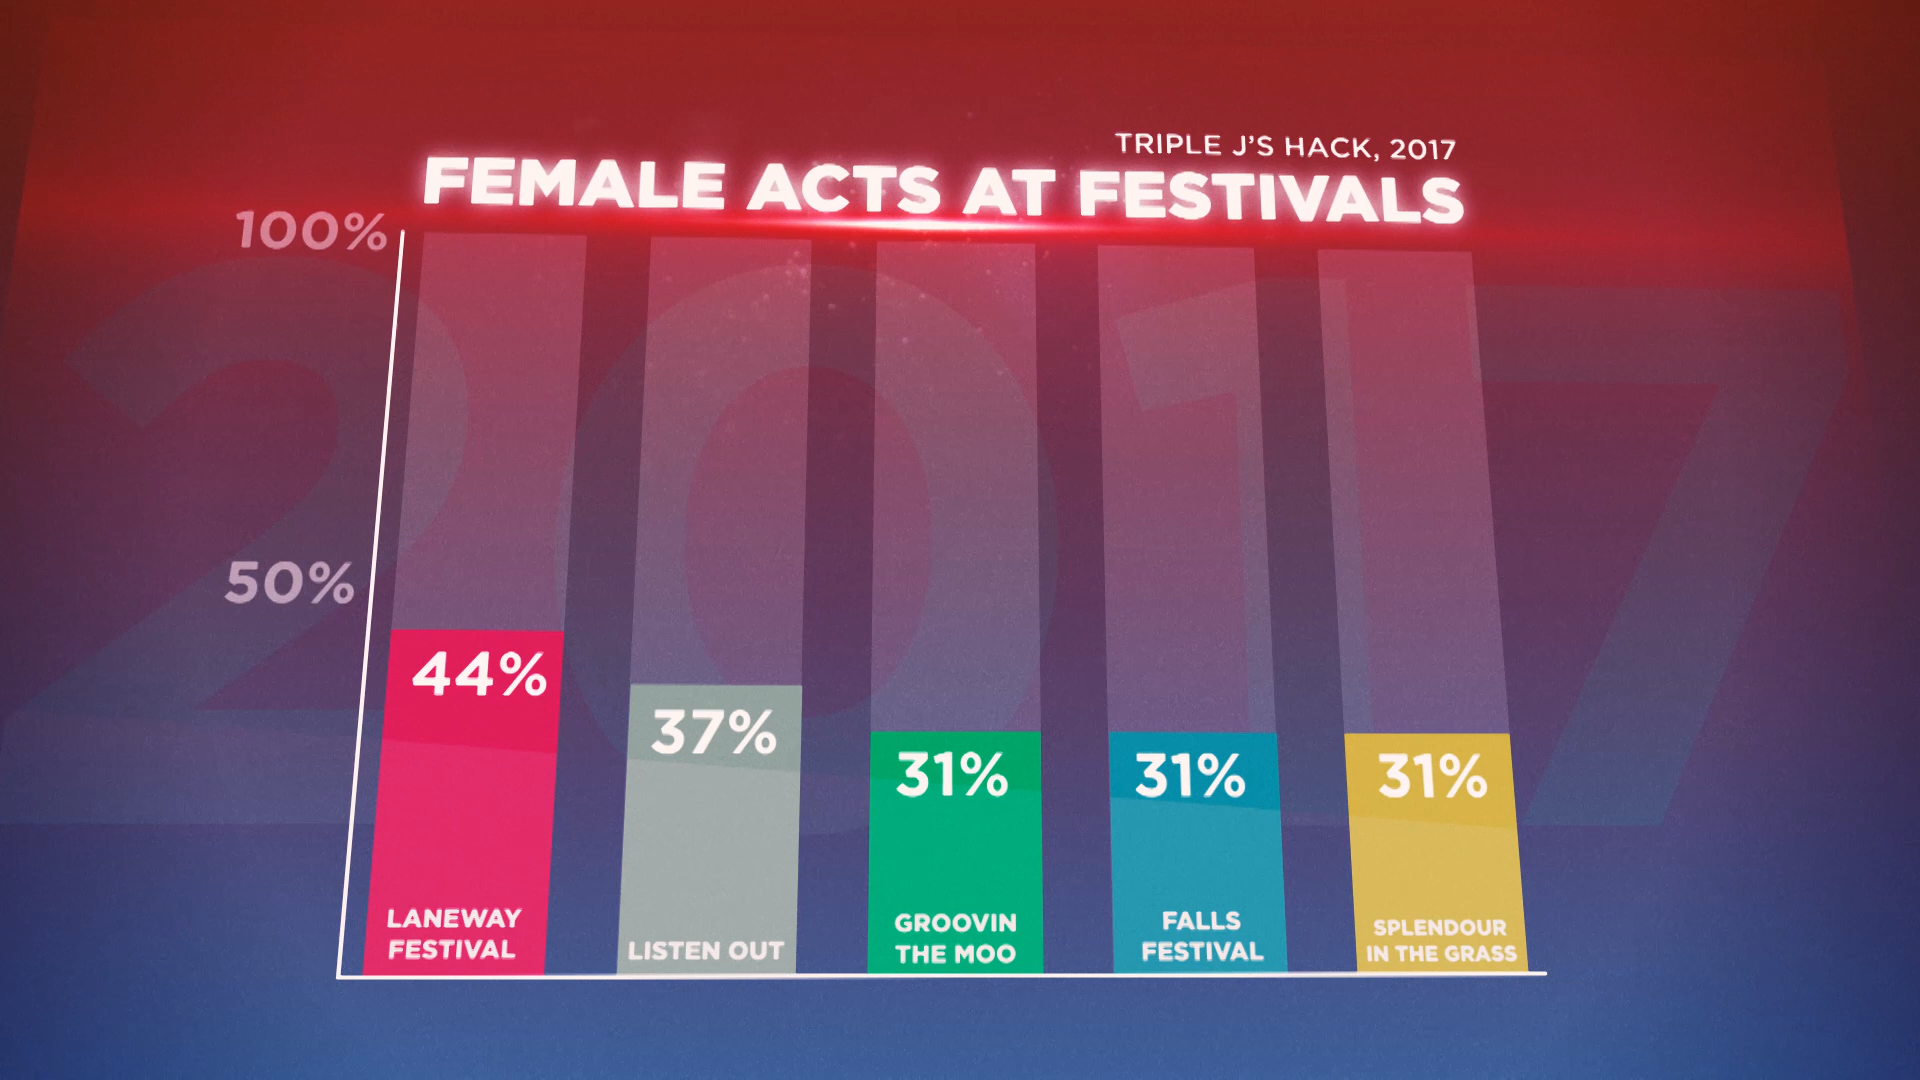 TRIPLE J'S HACK, 2017
FEMALE ACTS AT FESTIVALS
100%
50%
2017
44%
37%
31%
31%
31%
LANEWAY
FESTIVAL
LISTEN OUT
GROOVIN
THE MOO
FALLS
FESTIVAL
SPLENDOUR
IN THE GRASS